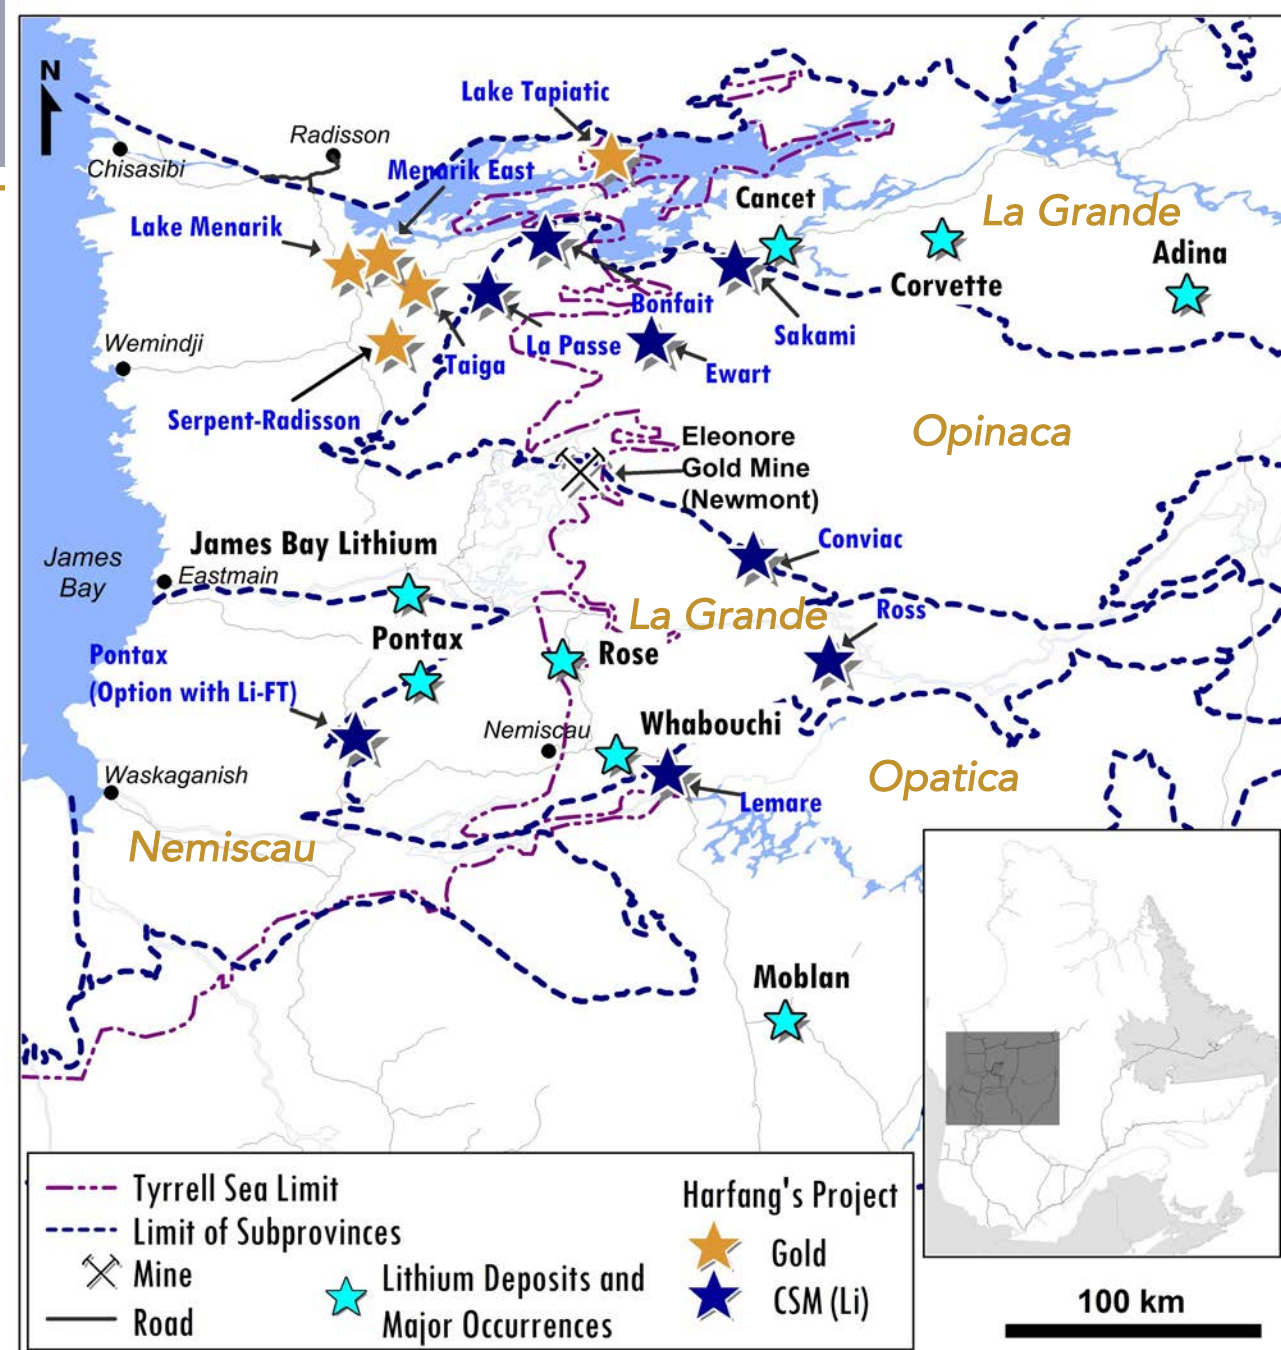 N
Lake Tapiatic
Radisson
Chisasibi
Menarik East
Cancet
La Grande
Lake Menarik
Adina
Corvette
Bonfait
Sakami
Wemindji
La Passe
Taiga
Ewart
Serpent-Radisson
Opinaca
Eleonore
Gold Mine
(Newmont)
James Bay Lithium
Conviac
James
Bay
Eastmain
La Grande
Ross
Pontax
Rose
Pontax
(Option with Li-FT)
Nemiscau
Whabouchi
Waskaganish
Opatica
Lemare
Nemiscau
Moblan
Tyrrell Sea Limit
Limit of Subprovinces
Mine
Road
Lithium Deposits and
Major Occurrences
Harfang's Project
Gold
CSM (Li)
100 km